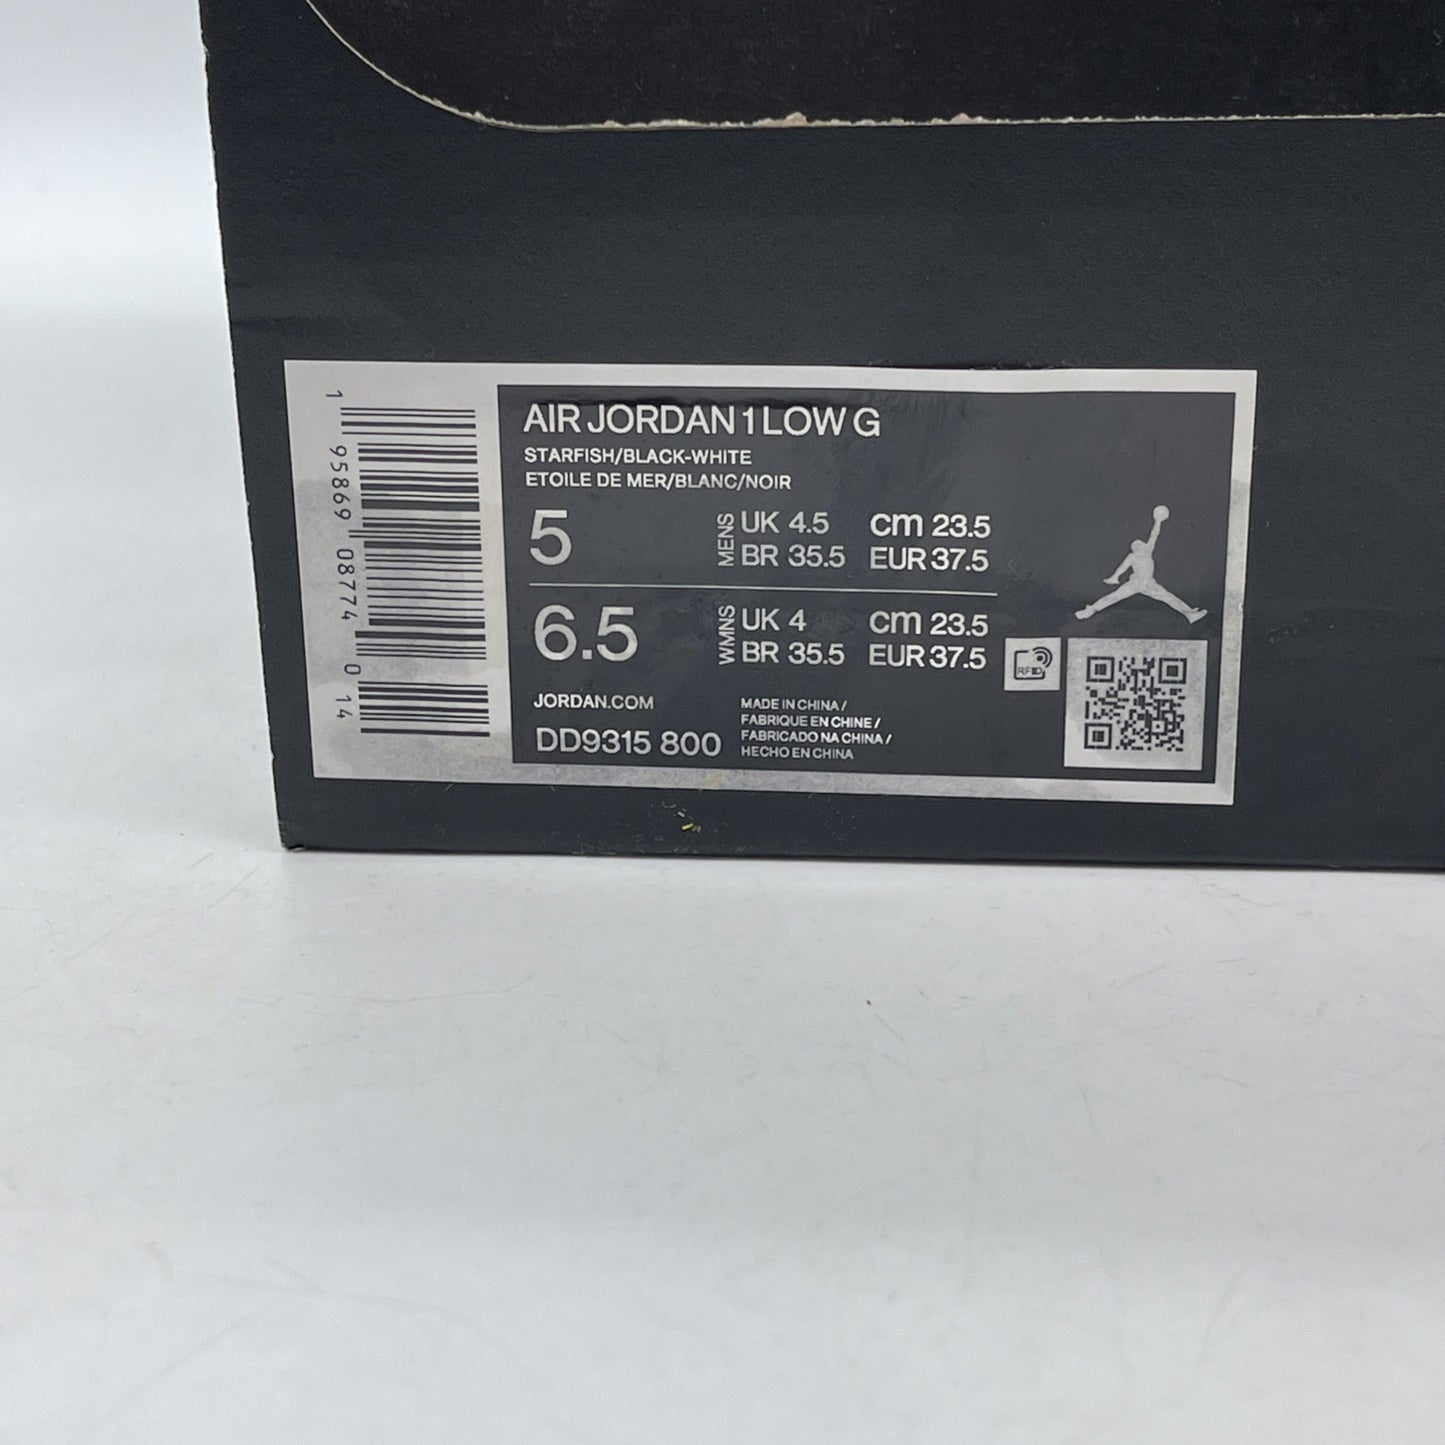 AIR JORDAN 1 LOW G
STARFISH/BLACK-WHITE
ETOILE DE MER/BLANC/NOIR
5 MENS UK 4.5 cm 23.5
BR 35.5 EUR 37.5
6.5 WMNS UK 4 cm 23.5
BR 35.5 EUR 37.5
RFID
JORDAN.COM
DD9315 800
MADE IN CHINA /
FABRIQUE EN CHINE /
FABRICADO NA CHINA /
HECHO EN CHINA
1 95869 08774 0 14